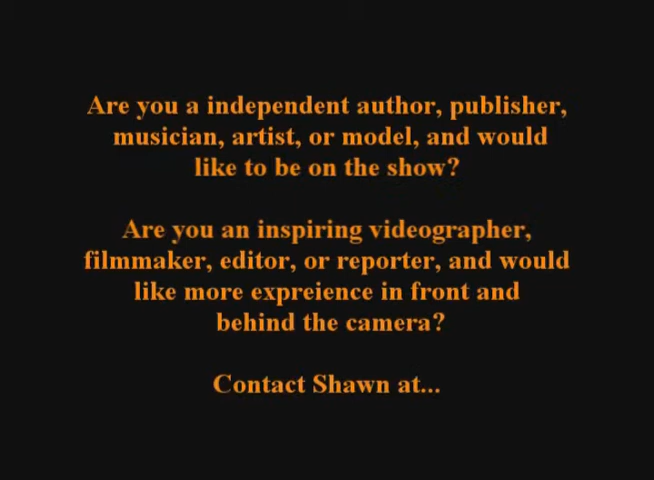 Are you a independent author, publisher,
musician, artist, or model, and would
like to be on the show?
Are you an inspiring videographer,
filmmaker, editor, or reporter, and would
like more expreience in front and
behind the camera?
Contact Shawn at...